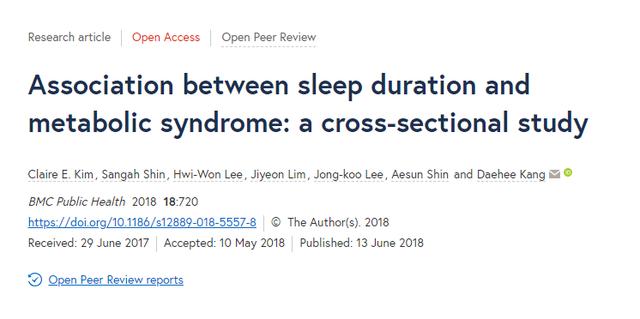 Research article | Open Access | Open Peer Review
Association between sleep duration and
metabolic syndrome: a cross-sectional study
Claire E. Kim, Sangah Shin, Hwi-Won Lee, Jiyeon Lim, Jong-koo Lee, Aesun Shin and Daehee Kang
BMC Public Health 2018 18:720
https://doi.org/10.1186/s12889-018-5557-8 | © The Author(s). 2018
Received: 29 June 2017 | Accepted: 10 May 2018 | Published: 13 June 2018
Open Peer Review reports